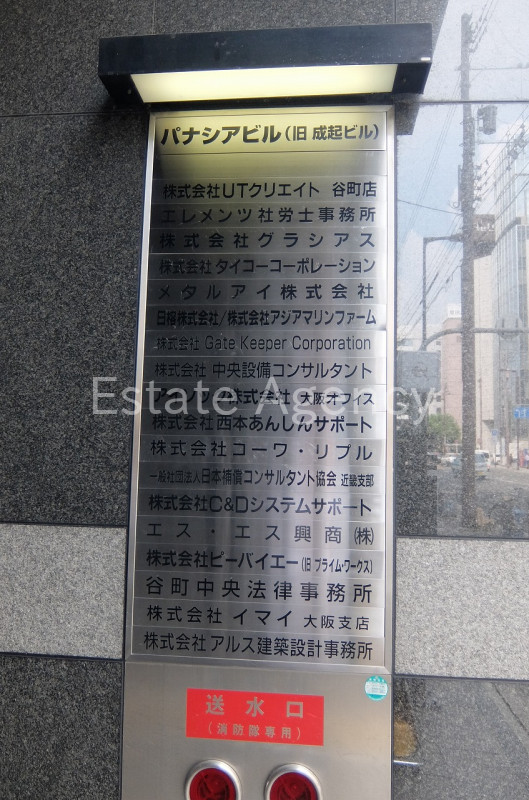 パナシアビル(旧 成起ビル)
株式会社UTクリエイト 谷町店
エレメンツ社労士事務所
株式会社グラシアス
株式会社タイコーコーポレーション
メタルアイ株式会社
株式会社/株式会社アジアマリンファーム
株式会社 Gate Keeper Corporation
株式会社 中央設備コンサルタント
株式会社 大阪オフィス
Estate Agency
株式会社西本あんしんサポート
株式会社コーワ・リブル
一般社団法人日本補償コンサルタント協会 近畿支部
株式会社C&Dシステムサポート
エス・エス興商(株)
株式会社ビーバイエー(旧 プライム・ワークス)
谷町中央法律事務所
株式会社イマイ 大阪支店
株式会社アルス建築設計事務所
送水口
(消防隊専用)